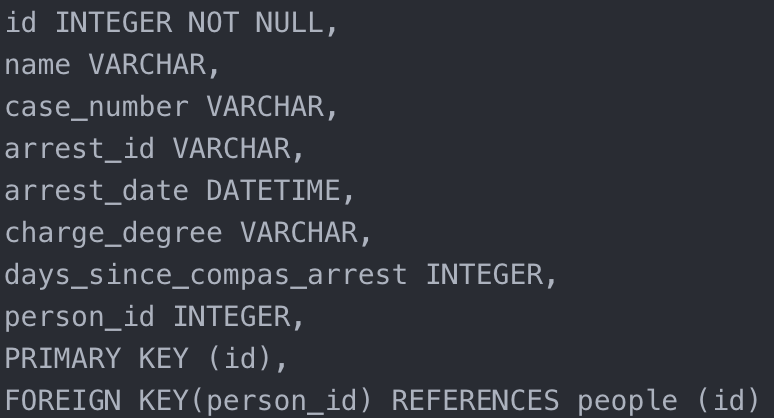 id INTEGER NOT NULL,
name VARCHAR,
case_number VARCHAR,
arrest_id VARCHAR,
arrest_date DATETIME,
charge_degree VARCHAR,
days_since_compas_arrest INTEGER,
person_id INTEGER,
PRIMARY KEY (id),
FOREIGN KEY(person_id) REFERENCES people (id)